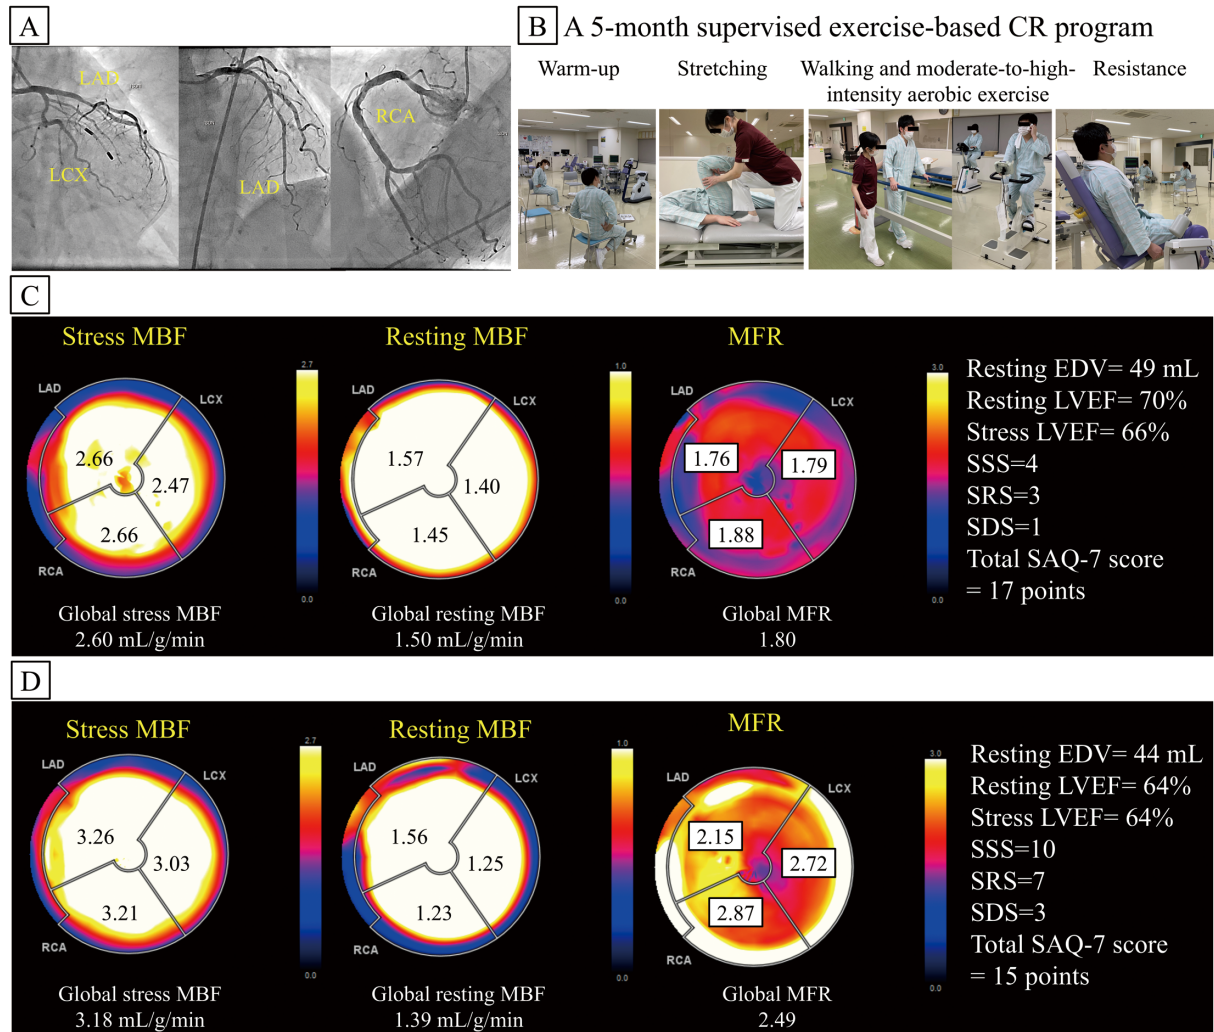 A
LAD
LCX
LAD
RCA
B
A 5-month supervised exercise-based CR program
Warm-up
Stretching
Walking and moderate-to-high-
intensity aerobic exercise
Resistance
C
Stress MBF
LAD
LCX
RCA
2.66
2.47
2.66
Global stress MBF
2.60 mL/g/min
2.7
0.0
Resting MBF
LAD
LCX
RCA
1.57
1.40
1.45
Global resting MBF
1.50 mL/g/min
1.0
0.0
MFR
LAD
LCX
RCA
1.76
1.79
1.88
Global MFR
1.80
3.0
0.0
Resting EDV= 49 mL
Resting LVEF= 70%
Stress LVEF= 66%
SSS=4
SRS=3
SDS=1
Total SAQ-7 score
= 17 points
D
Stress MBF
LAD
LCX
RCA
3.26
3.03
3.21
Global stress MBF
3.18 mL/g/min
2.7
0.0
Resting MBF
LAD
LCX
RCA
1.56
1.25
1.23
Global resting MBF
1.39 mL/g/min
1.0
0.0
MFR
LAD
LCX
RCA
2.15
2.72
2.87
Global MFR
2.49
3.0
0.0
Resting EDV= 44 mL
Resting LVEF= 64%
Stress LVEF= 64%
SSS=10
SRS=7
SDS=3
Total SAQ-7 score
= 15 points